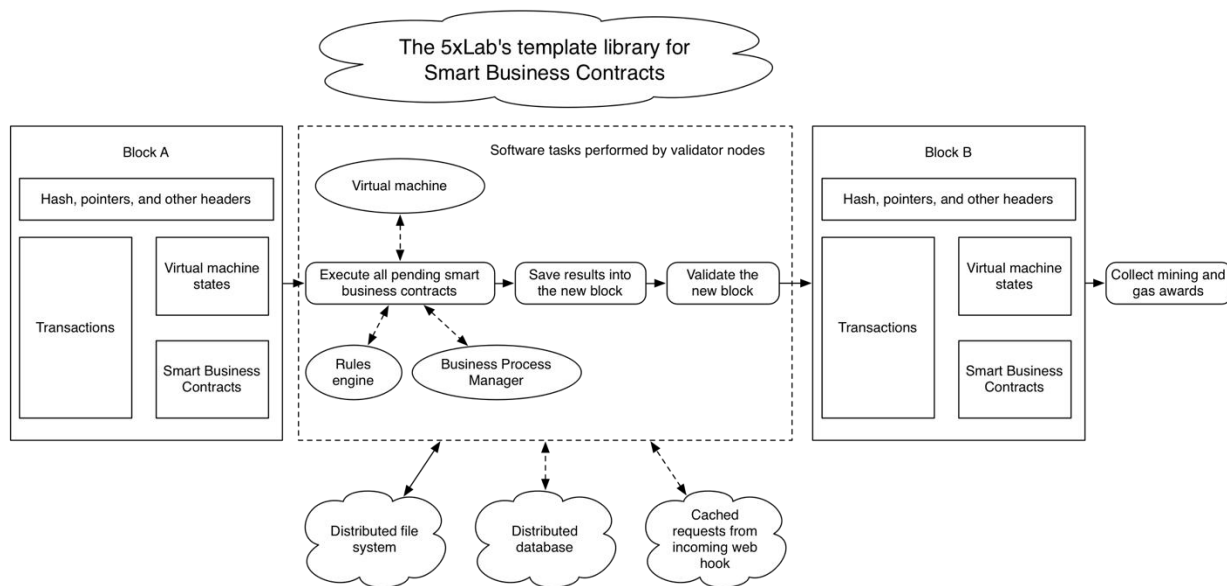 The 5xLab's template library for
Smart Business Contracts
Block A
Hash, pointers, and other headers
Transactions
Virtual machine
states
Smart Business
Contracts
Software tasks performed by validator nodes
Virtual machine
Execute all pending smart
business contracts
Save results into
the new block
Validate the
new block
Rules
engine
Business Process
Manager
Block B
Hash, pointers, and other headers
Transactions
Virtual machine
states
Smart Business
Contracts
Collect mining and
gas awards
Distributed file
system
Distributed
database
Cached
requests from
incoming web
hook